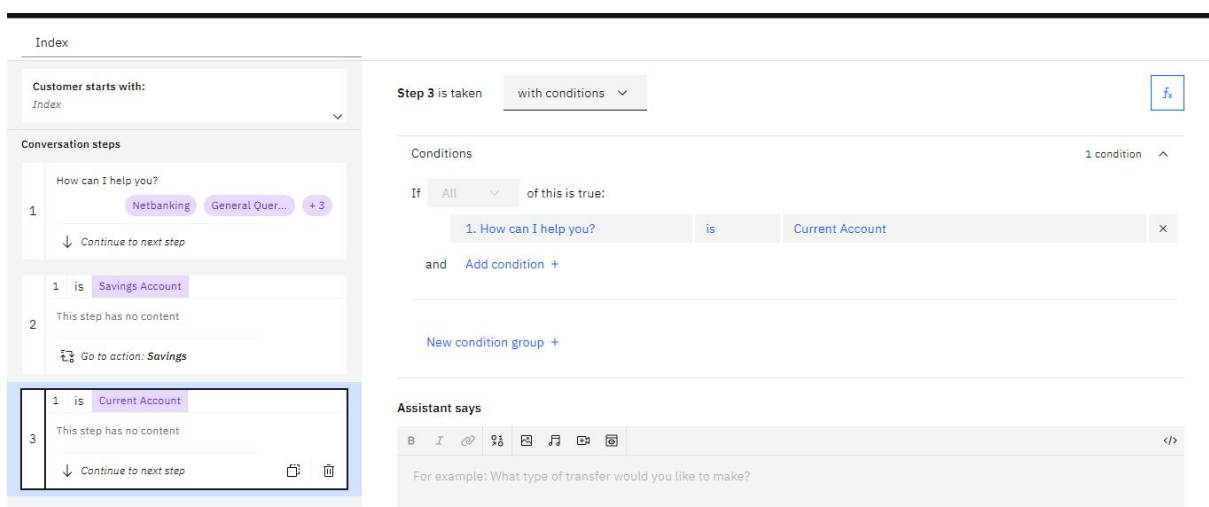 Index
Customer starts with:
Index
Conversation steps
1
How can I help you?
Netbanking General Quer... + 3
Continue to next step
2
1 is Savings Account
This step has no content
Go to action: Savings
3
1 is Current Account
This step has no content
Continue to next step
Step 3 is taken with conditions
fx
Conditions 1 condition
If All of this is true:
1. How can I help you? is Current Account
and Add condition +
New condition group +
Assistant says
B I </>
For example: What type of transfer would you like to make?